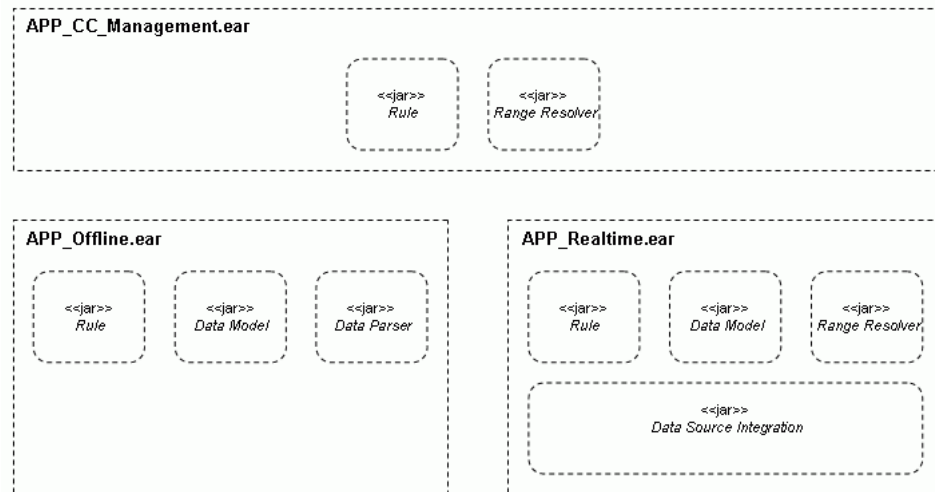 APP_CC_Management.ear
<<jar>>
Rule
<<jar>>
Range Resolver
APP_Offline.ear
<<jar>>
Rule
<<jar>>
Data Model
<<jar>>
Data Parser
APP_Realtime.ear
<<jar>>
Rule
<<jar>>
Data Model
<<jar>>
Range Resolver
<<jar>>
Data Source Integration